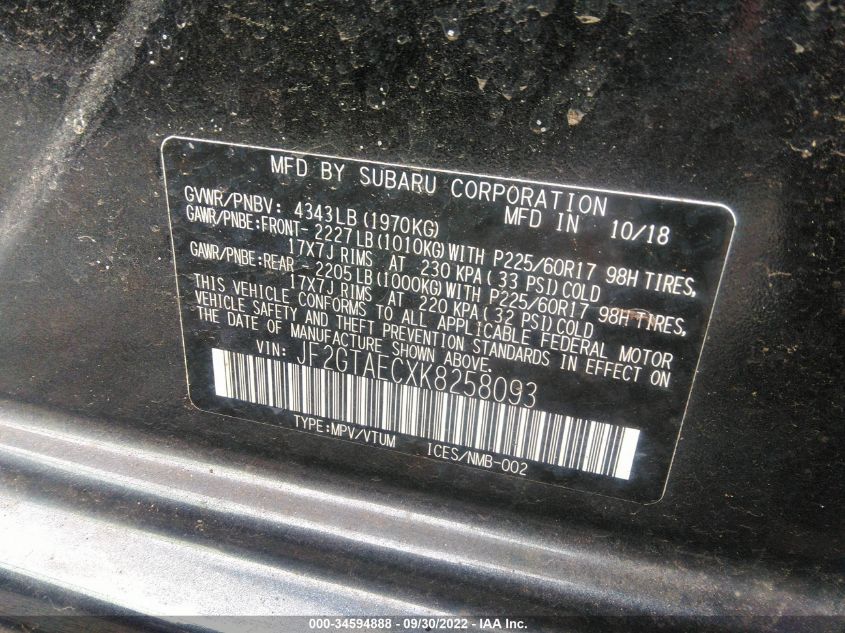 MFD BY SUBARU CORPORATION
MFD IN 10/18
GVWR/PNBV: 4343LB(1970KG)
GAWR/PNBE:FRONT- 2227LB(1010KG)WITH P225/60R17 98H TIRES,
17X7J RIMS AT 230 KPA( 33 PSI)COLD
GAWR/PNBE:REAR - 2205LB(1000KG)WITH P225/60R17 98H TIRES,
17X7J RIMS AT 220 KPA( 32 PSI)COLD
THIS VEHICLE CONFORMS TO ALL APPLICABLE FEDERAL MOTOR
VEHICLE SAFETY AND THEFT PREVENTION STANDARDS IN EFFECT ON
THE DATE OF MANUFACTURE SHOWN ABOVE.
VIN: JF2GTAECXK8258093
TYPE:MPV/VTUM ICES/NMB-002
000-34594888 - 09/30/2022 - IAA Inc.